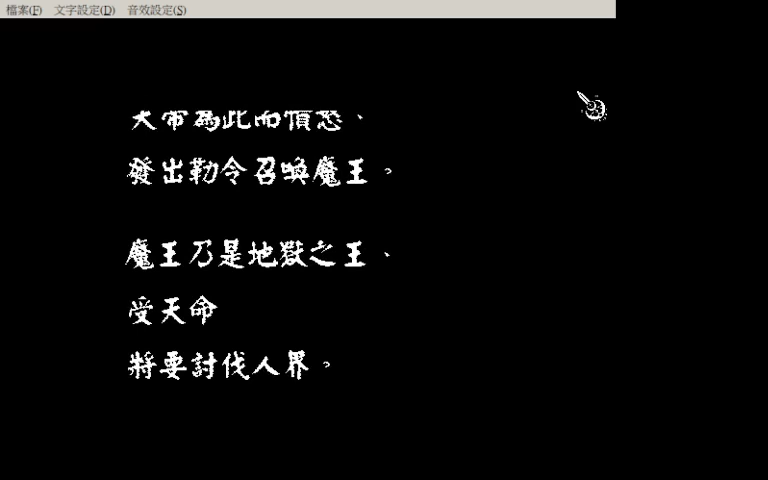 檔案(F) 文字設定(D) 音效設定(S)
天帝為此而憤怒、
發出勒令召喚魔王。
魔王乃是地獄之王、
受天命
將要討伐人界。